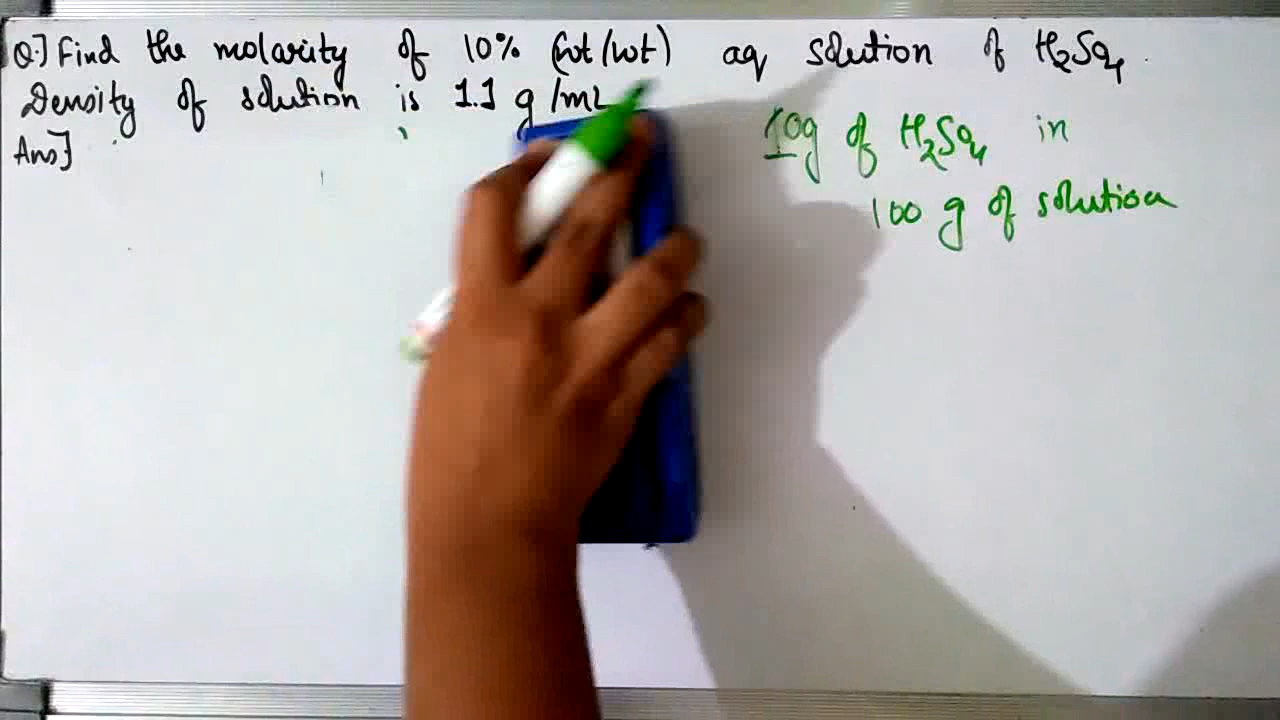 Q.] Find the molarity of 10% (wt/wt) aq solution of H₂SO₄.
Density of solution is 1.1 g/mL
Ans]
10g of H₂SO₄ in
100 g of solution